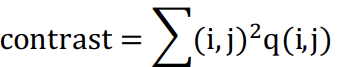 contrast = ∑(i,j)²q(i,j)